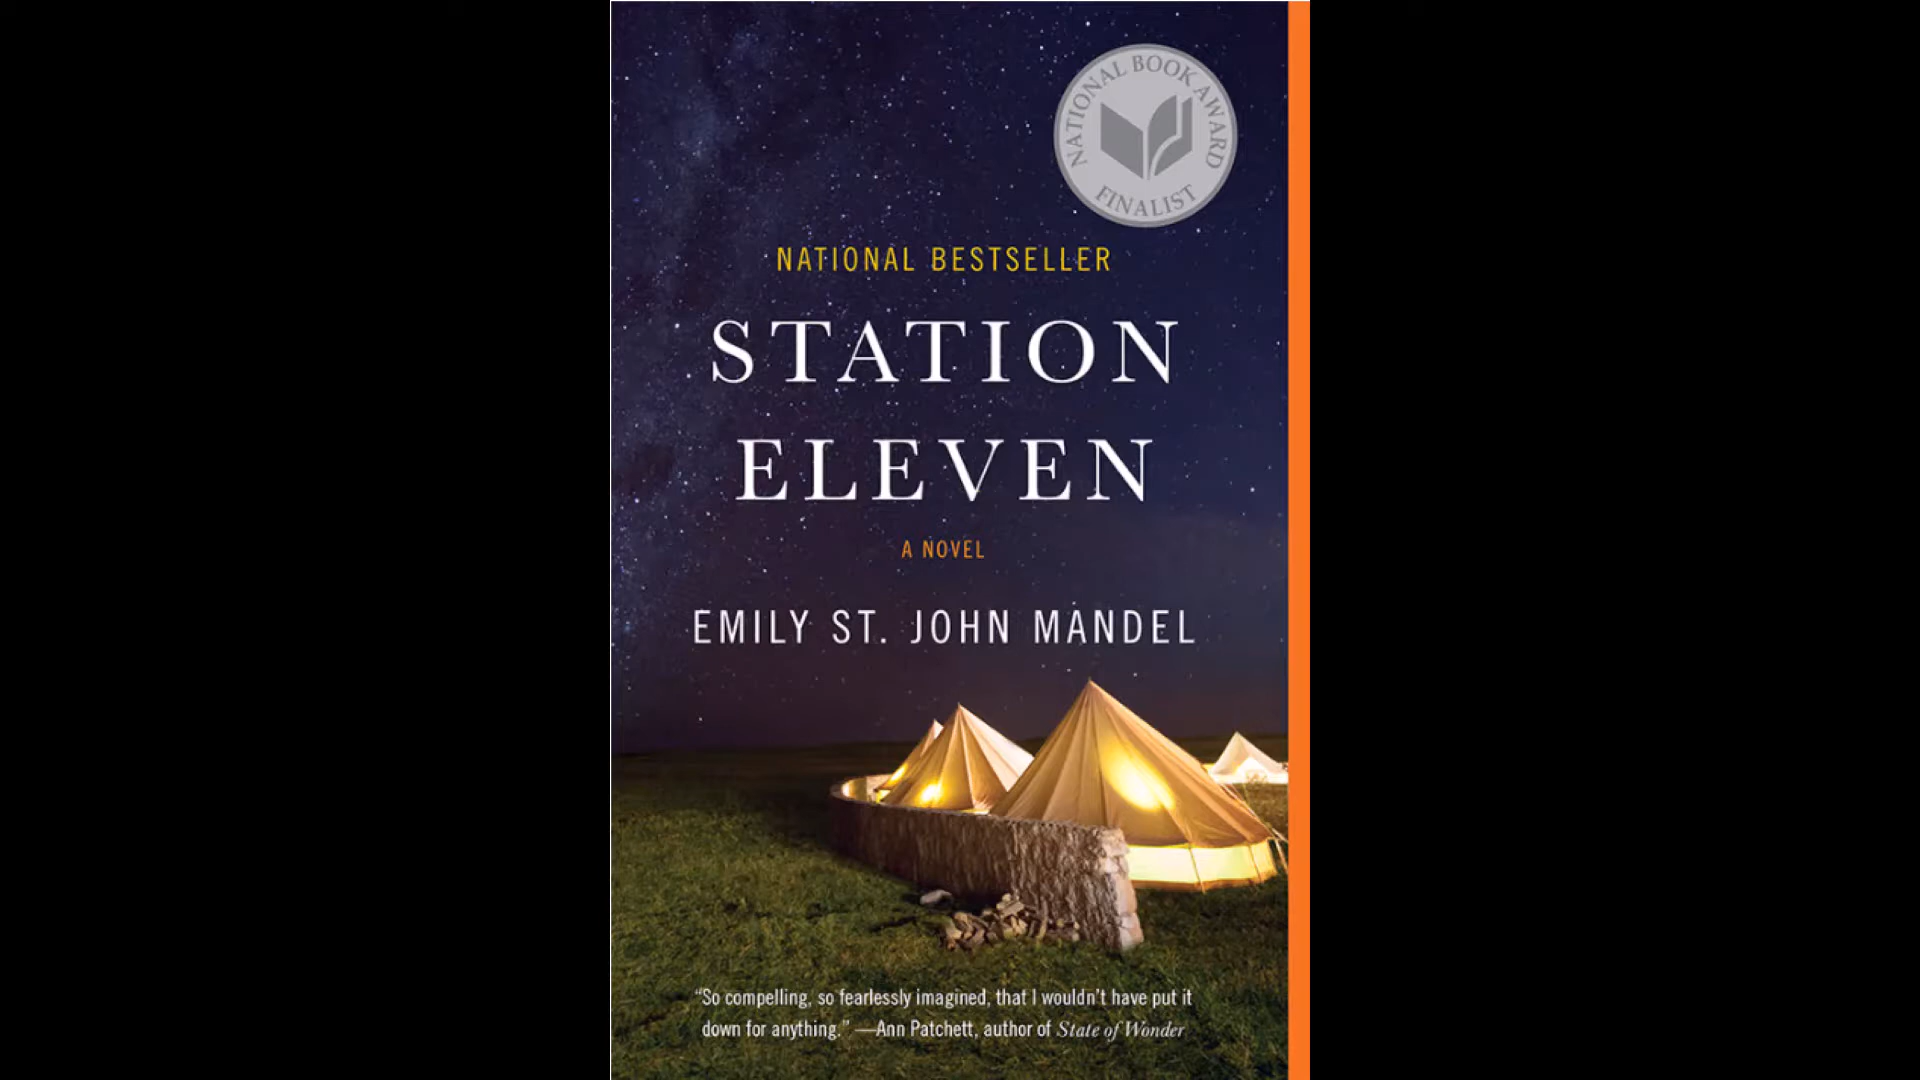 NATIONAL BOOK AWARD
FINALIST
NATIONAL BESTSELLER
STATION
ELEVEN
A NOVEL
EMILY ST. JOHN MANDEL
“So compelling, so fearlessly imagined, that I wouldn’t have put it
down for anything.” —Ann Patchett, author of State of Wonder